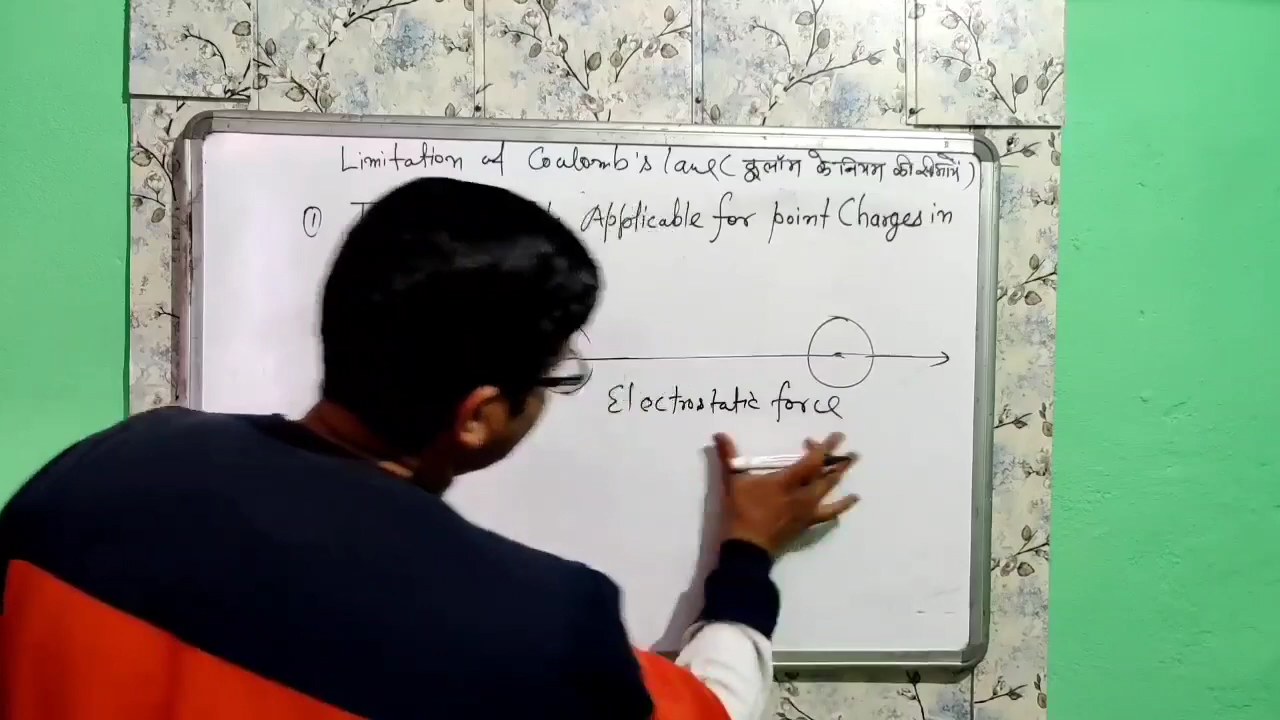 Limitation of Coulomb's law (कूलॉम के नियम की सीमायें)
① Applicable for point Charges in
Electrostatic force